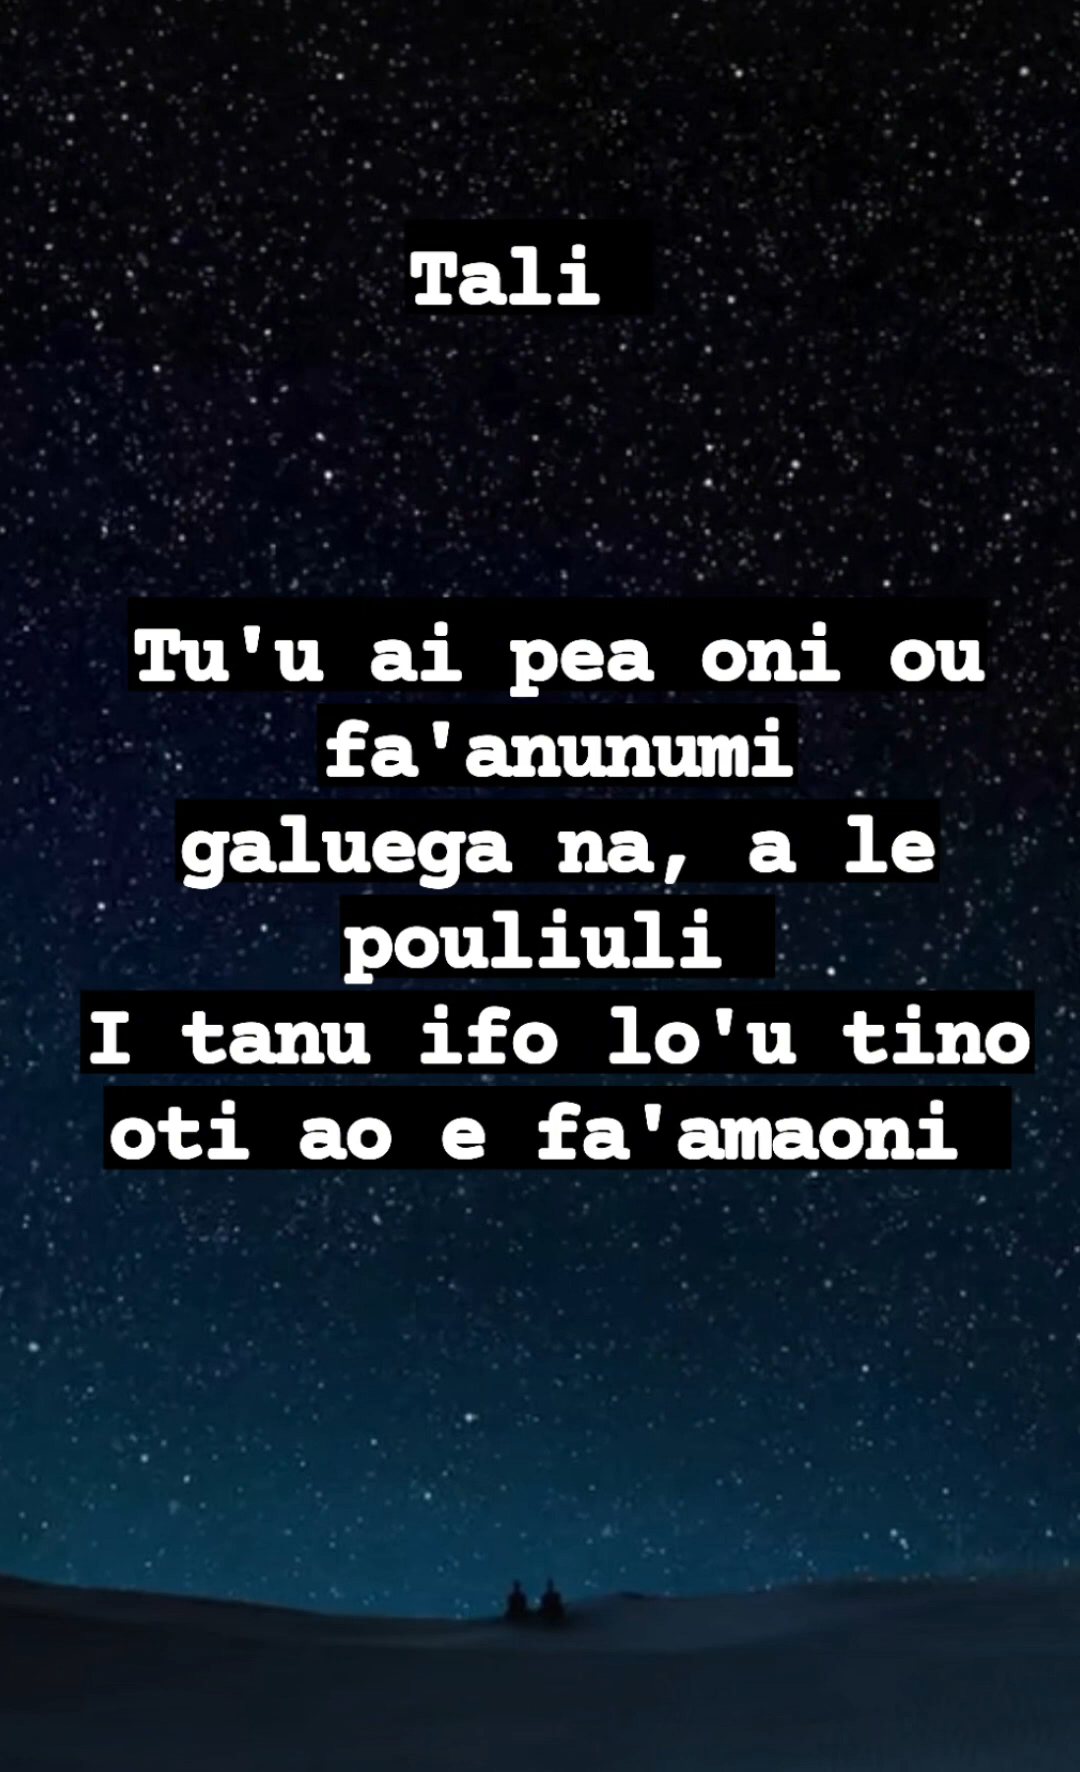 Tali
Tu'u ai pea oni ou
fa'anunumi
galuega na, a le
pouliuli
I tanu ifo lo'u tino
oti ao e fa'amaoni